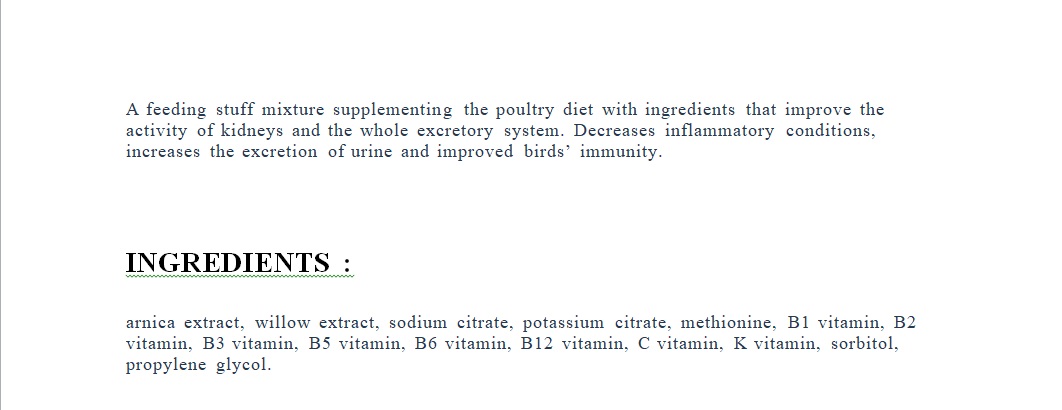 A feeding stuff mixture supplementing the poultry diet with ingredients that improve the
activity of kidneys and the whole excretory system. Decreases inflammatory conditions,
increases the excretion of urine and improved birds’ immunity.
INGREDIENTS :
arnica extract, willow extract, sodium citrate, potassium citrate, methionine, B1 vitamin, B2
vitamin, B3 vitamin, B5 vitamin, B6 vitamin, B12 vitamin, C vitamin, K vitamin, sorbitol,
propylene glycol.